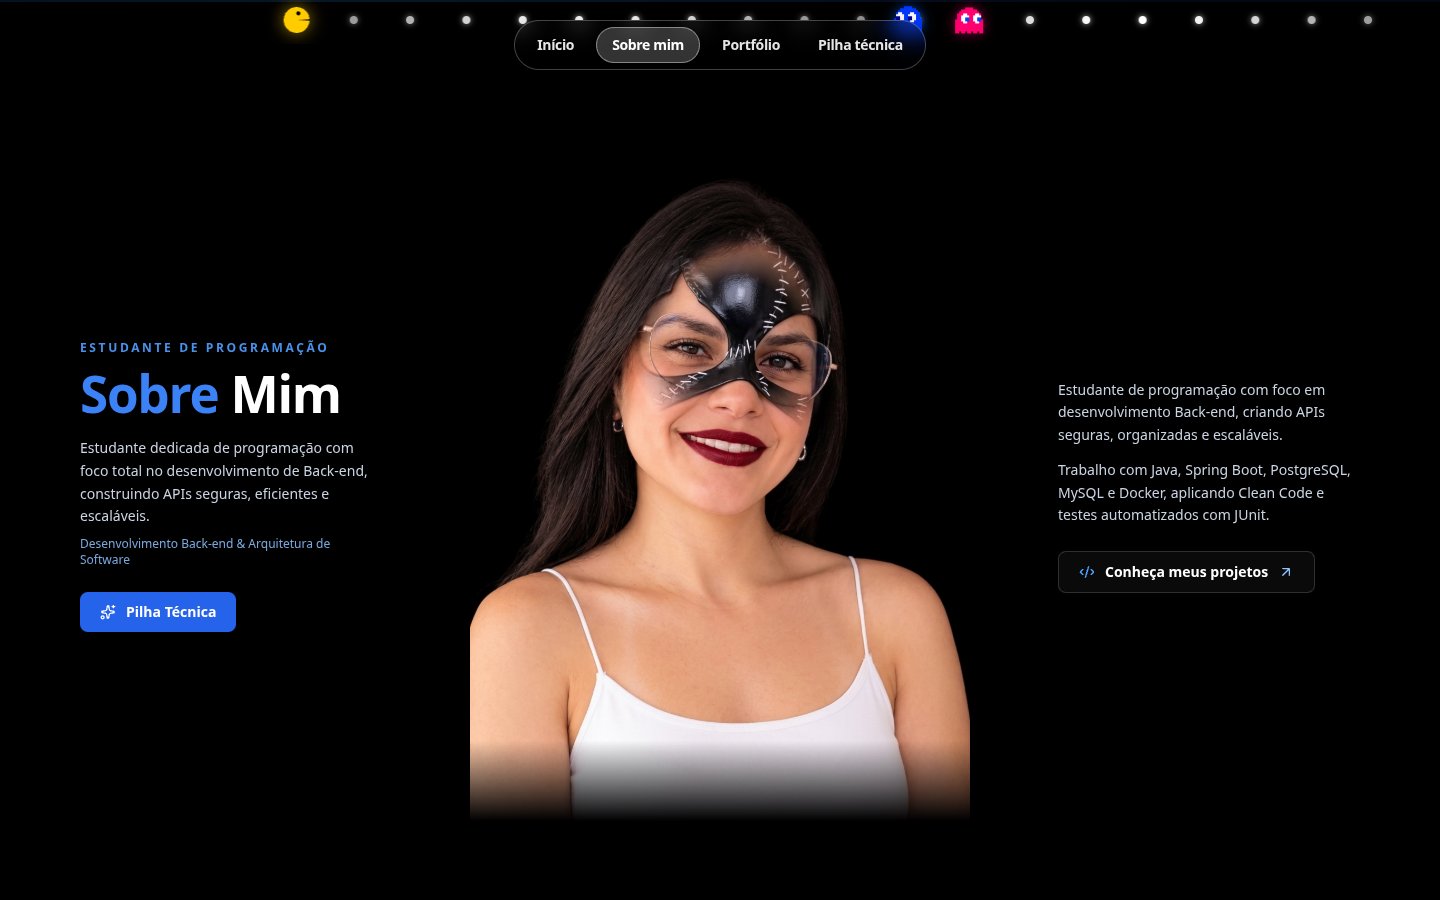 Início
Sobre mim
Portfólio
Pilha técnica
ESTUDANTE DE PROGRAMAÇÃO
Sobre Mim
Estudante dedicada de programação com
foco total no desenvolvimento de Back-end,
construindo APIs seguras, eficientes e
escaláveis.
Desenvolvimento Back-end & Arquitetura de
Software
Pilha Técnica
Estudante de programação com foco em
desenvolvimento Back-end, criando APIs
seguras, organizadas e escaláveis.
Trabalho com Java, Spring Boot, PostgreSQL,
MySQL e Docker, aplicando Clean Code e
testes automatizados com JUnit.
Conheça meus projetos